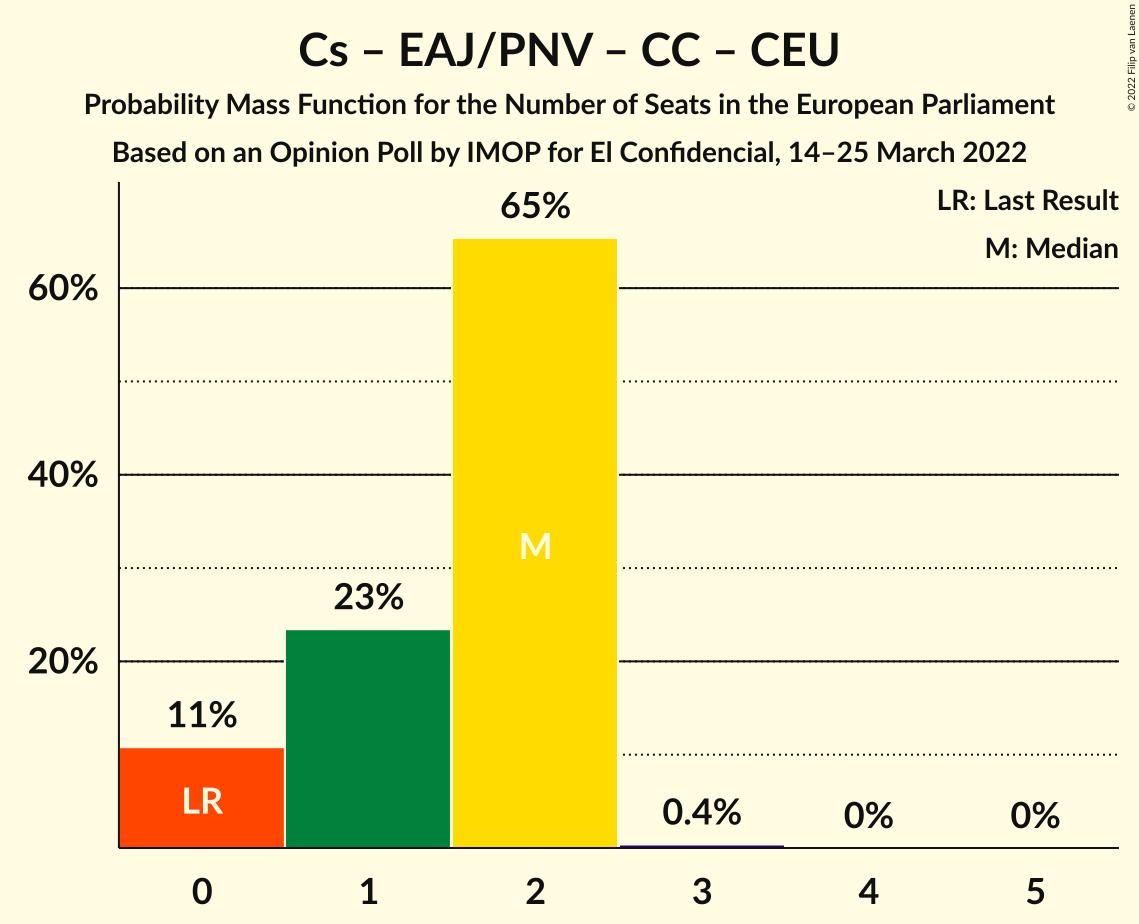 Cs – EAJ/PNV – CC – CEU
Probability Mass Function for the Number of Seats in the European Parliament
Based on an Opinion Poll by IMOP for El Confidencial, 14–25 March 2022
© 2022 Filip van Laenen
LR: Last Result
M: Median
65%
60%
40%
M
23%
20%
11%
LR
0.4%
0%
0%
0
1
2
3
4
5